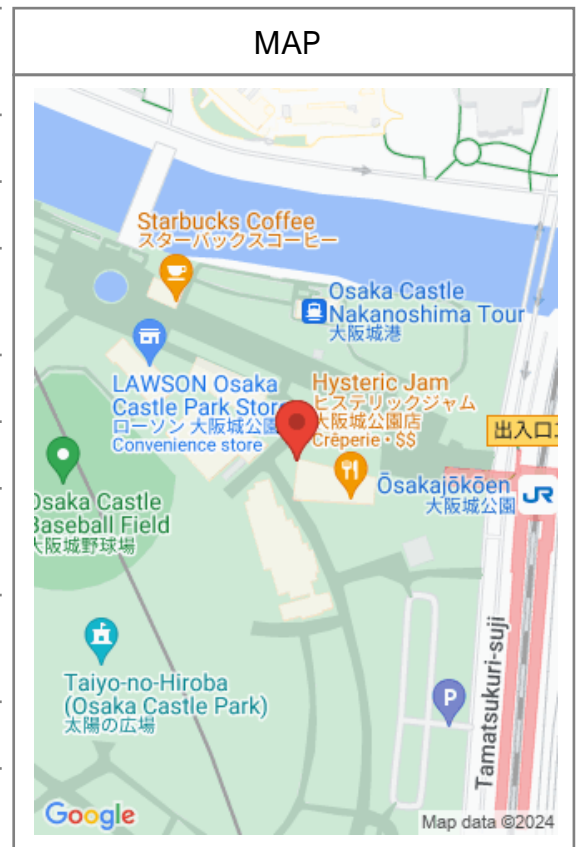 MAP
Starbucks Coffee
スターバックスコーヒー
Osaka Castle
Nakanoshima Tour
大阪城港
LAWSON Osaka
Castle Park Stor
ローソン 大阪城公園
Convenience store
Hysteric Jam
ヒステリックジャム
大阪城公園店
Crêperie • $$
出入口
Ōsakajōkōen
大阪城公園
JR
Osaka Castle
Baseball Field
大阪城野球場
Taiyo-no-Hiroba
(Osaka Castle Park)
太陽の広場
P
Tamatsukuri-suji
Google
Map data ©2024